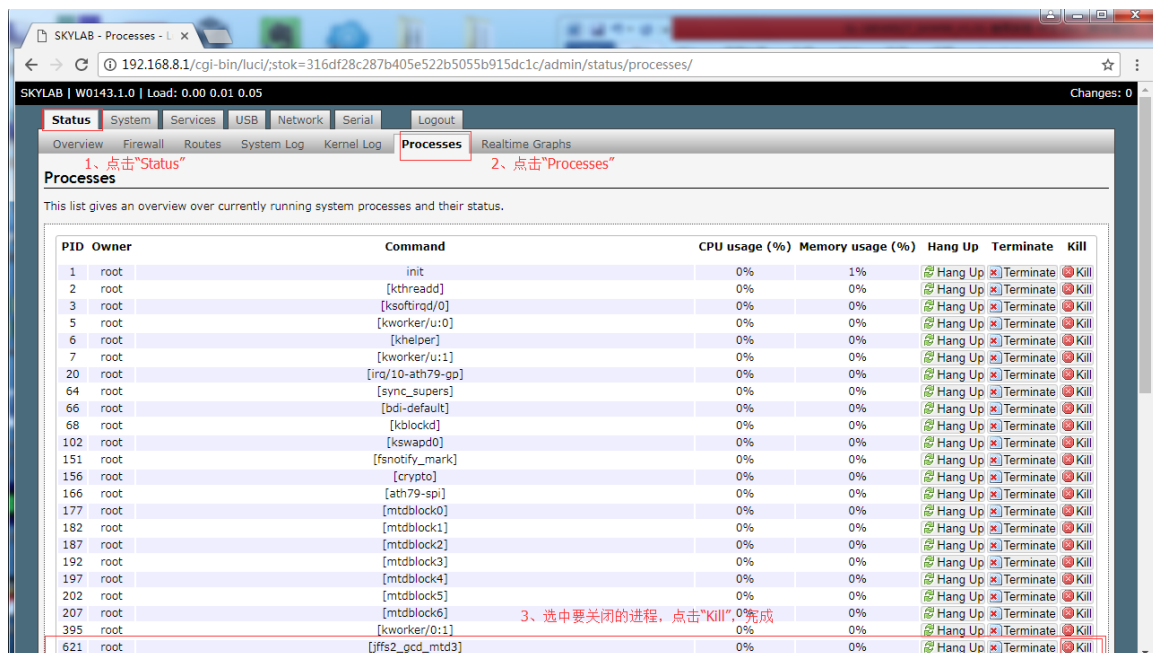 SKYLAB - Processes - L
192.168.8.1/cgi-bin/luci/;stok=316df28c287b405e522b5055b915dc1c/admin/status/processes/
SKYLAB | W0143.1.0 | Load: 0.00 0.01 0.05 Changes: 0
Status System Services USB Network Serial Logout
Overview Firewall Routes System Log Kernel Log Processes Realtime Graphs
1、点击“Status” 2、点击“Processes”
Processes
This list gives an overview over currently running system processes and their status.
PID Owner Command CPU usage (%) Memory usage (%) Hang Up Terminate Kill
1 root init 0% 1% Hang Up Terminate Kill
2 root [kthreadd] 0% 0% Hang Up Terminate Kill
3 root [ksoftirqd/0] 0% 0% Hang Up Terminate Kill
5 root [kworker/u:0] 0% 0% Hang Up Terminate Kill
6 root [khelper] 0% 0% Hang Up Terminate Kill
7 root [kworker/u:1] 0% 0% Hang Up Terminate Kill
20 root [irq/10-ath79-gp] 0% 0% Hang Up Terminate Kill
64 root [sync_supers] 0% 0% Hang Up Terminate Kill
66 root [bdi-default] 0% 0% Hang Up Terminate Kill
68 root [kblockd] 0% 0% Hang Up Terminate Kill
102 root [kswapd0] 0% 0% Hang Up Terminate Kill
151 root [fsnotify_mark] 0% 0% Hang Up Terminate Kill
156 root [crypto] 0% 0% Hang Up Terminate Kill
166 root [ath79-spi] 0% 0% Hang Up Terminate Kill
177 root [mtdblock0] 0% 0% Hang Up Terminate Kill
182 root [mtdblock1] 0% 0% Hang Up Terminate Kill
187 root [mtdblock2] 0% 0% Hang Up Terminate Kill
192 root [mtdblock3] 0% 0% Hang Up Terminate Kill
197 root [mtdblock4] 0% 0% Hang Up Terminate Kill
202 root [mtdblock5] 0% 0% Hang Up Terminate Kill
207 root [mtdblock6] 0% 0% Hang Up Terminate Kill
3、选中要关闭的进程，点击“Kill”，完成
395 root [kworker/0:1] 0% 0% Hang Up Terminate Kill
621 root [jffs2_gcd_mtd3] 0% 0% Hang Up Terminate Kill